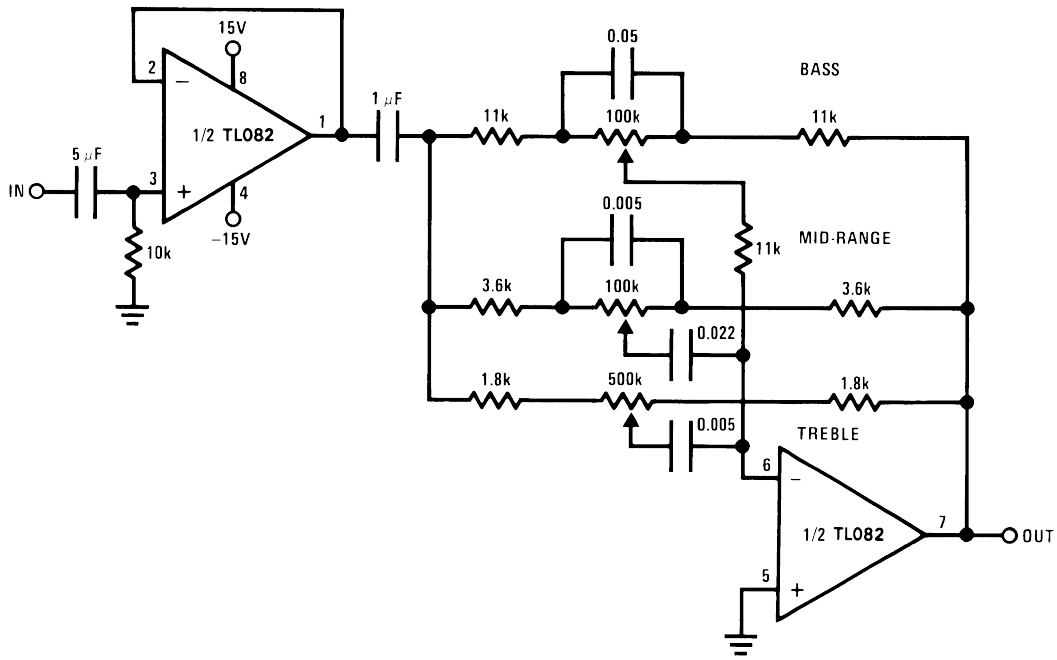 15V
0.05
BASS
2
8
−
1 μF
11k
100k
11k
1/2 TL082
1
5 μF
IN
3
+
4
0.005
−15V
11k
MID-RANGE
10k
3.6k
100k
3.6k
0.022
1.8k
500k
1.8k
0.005
TREBLE
6
−
1/2 TL082
7
OUT
5
+